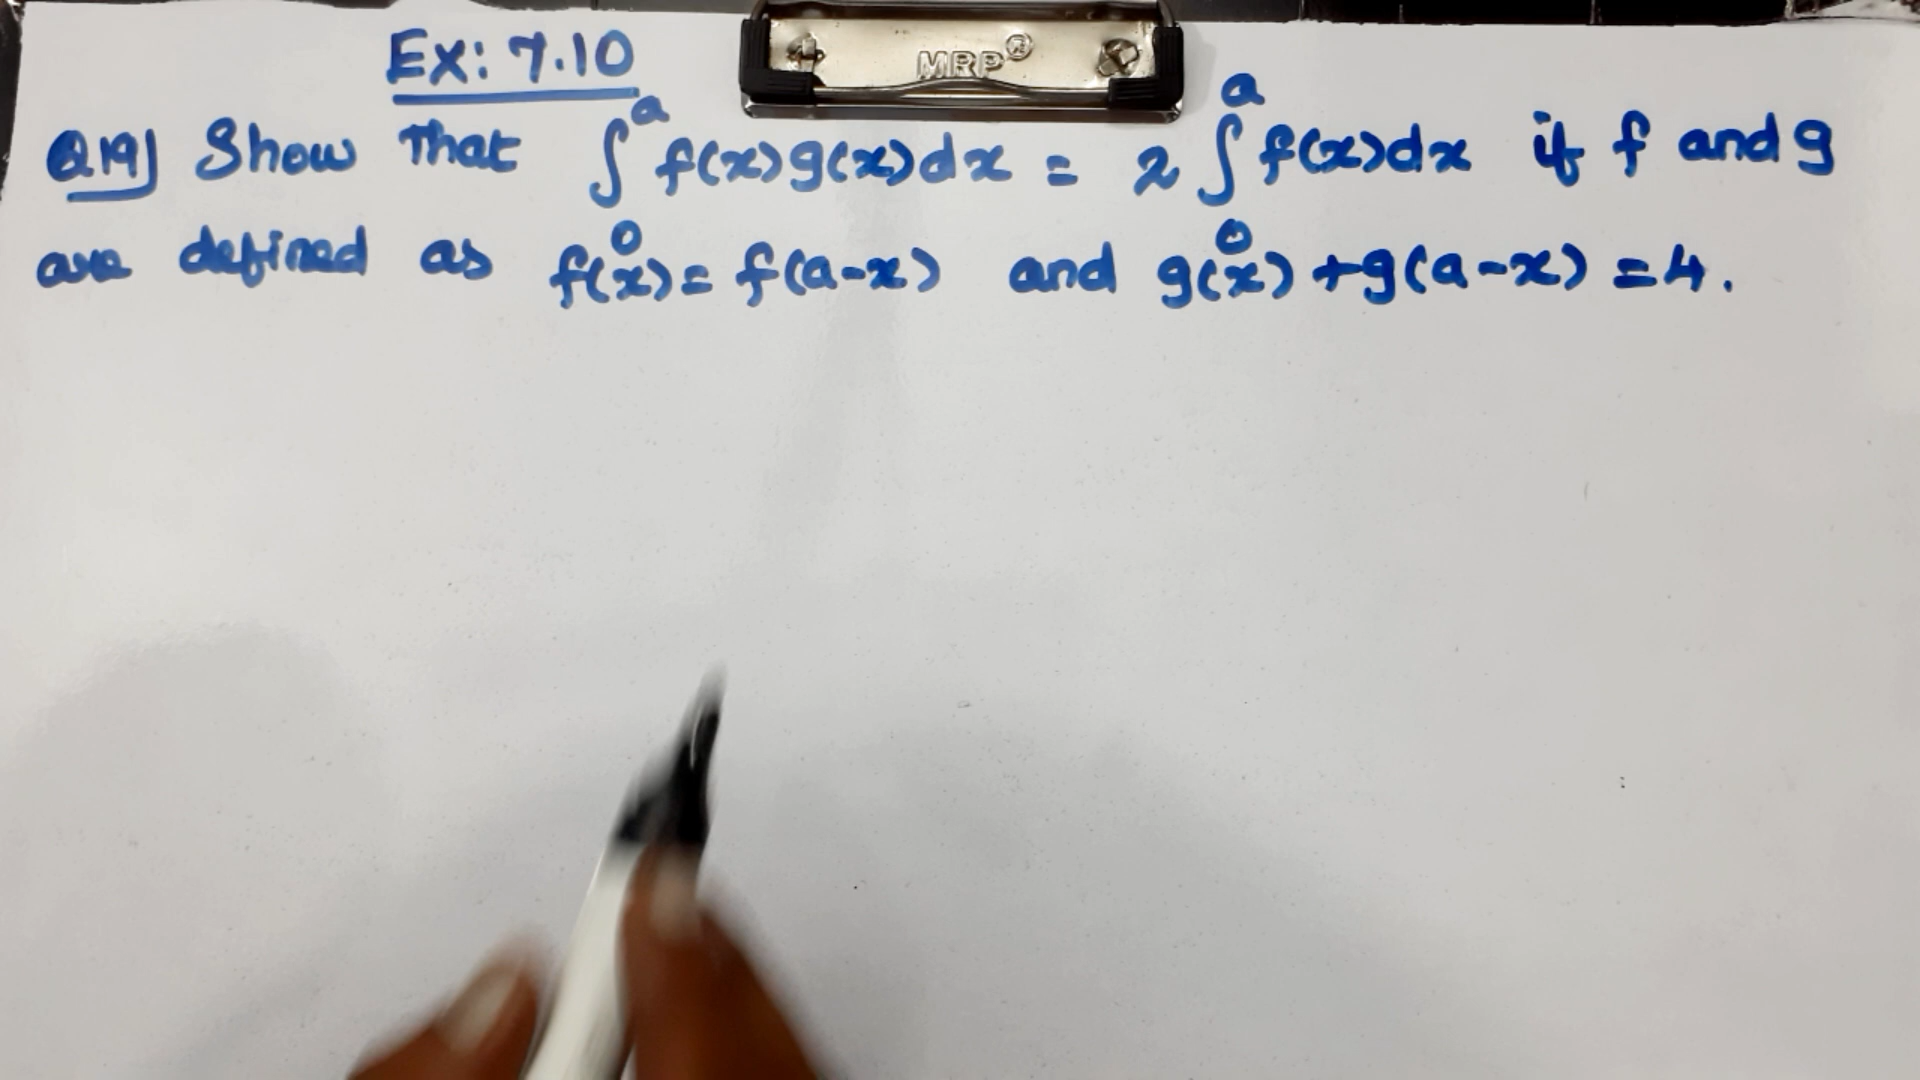 MRP®
Ex: 7.10
Q19) Show That ∫₀ᵃ f(x)g(x)dx = 2 ∫₀ᵃ f(x)dx if f and g
are defined as f(x) = f(a-x) and g(x) + g(a-x) = 4.